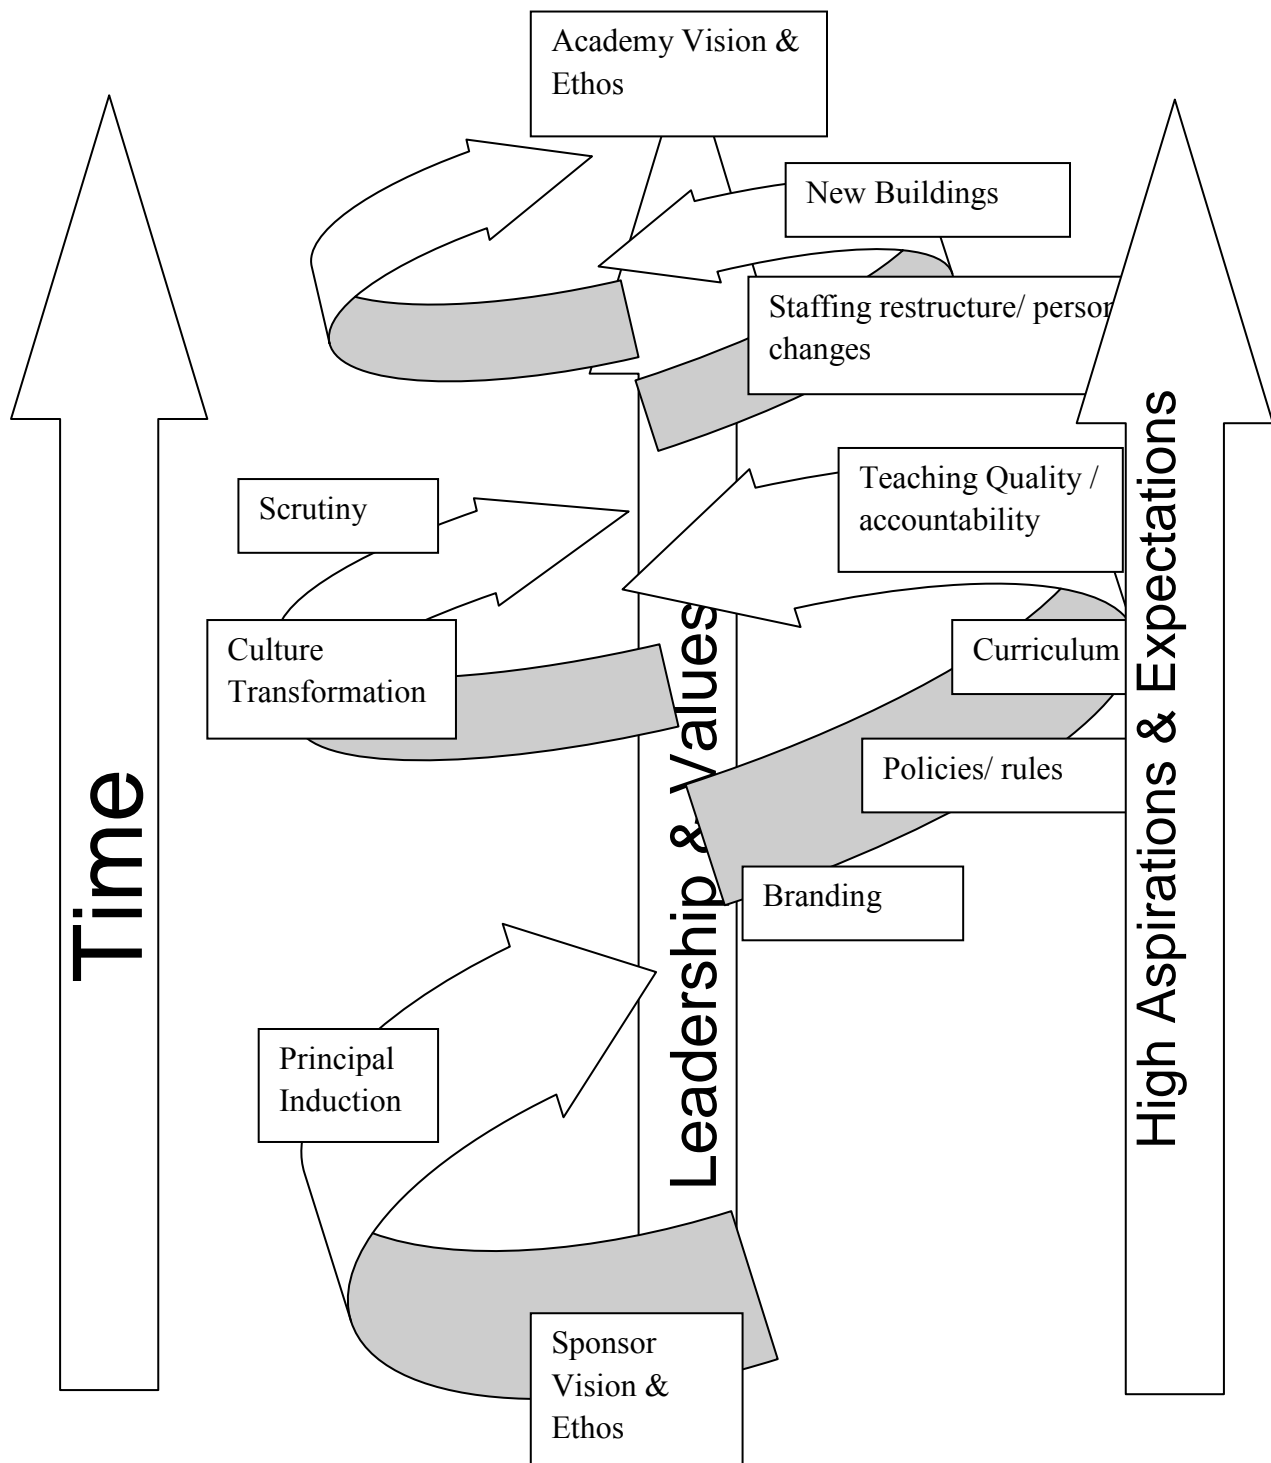 Academy Vision &
Ethos
New Buildings
Staffing restructure/ person
changes
Teaching Quality /
accountability
Scrutiny
Culture
Transformation
Curriculum
Policies/ rules
Branding
Principal
Induction
Sponsor
Vision &
Ethos
Time
Leadership & Values
High Aspirations & Expectations